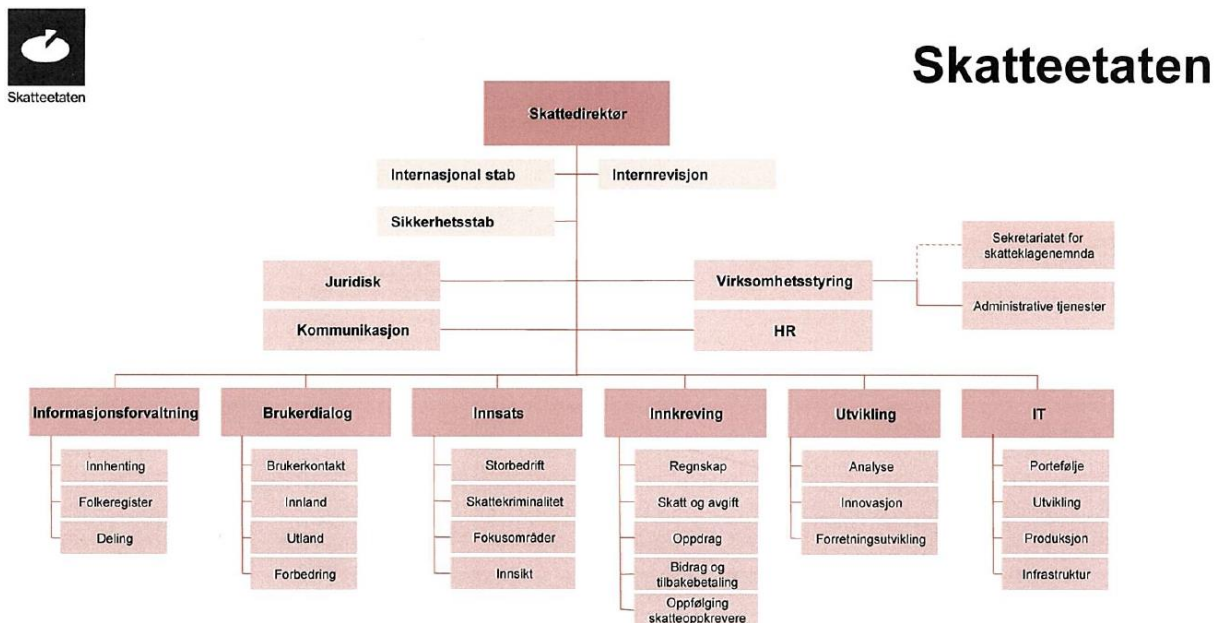 Skatteetaten
Skatteetaten
Skattedirektør
Internasjonal stab
Internrevisjon
Sikkerhetsstab
Sekretariatet for
skatteklagenemnda
Juridisk
Virksomhetsstyring
Administrative tjenester
Kommunikasjon
HR
Informasjonsforvaltning
Innhenting
Folkeregister
Deling
Brukerdialog
Brukerkontakt
Innland
Utland
Forbedring
Innsats
Storbedrift
Skattekriminalitet
Fokusområder
Innsikt
Innkreving
Regnskap
Skatt og avgift
Oppdrag
Bidrag og
tilbakebetaling
Oppfølging
skatteoppkrevere
Utvikling
Analyse
Innovasjon
Forretningsutvikling
IT
Portefølje
Utvikling
Produksjon
Infrastruktur